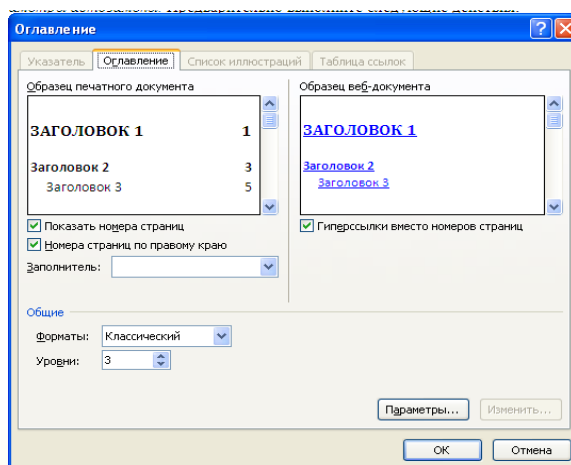 Оглавление
Указатель Оглавление Список иллюстраций Таблица ссылок
Образец печатного документа
ЗАГОЛОВОК 1 1
Заголовок 2 3
Заголовок 3 5
Образец веб-документа
ЗАГОЛОВОК 1
Заголовок 2
Заголовок 3
Показать номера страниц
Номера страниц по правому краю
Заполнитель:
Гиперссылки вместо номеров страниц
Общие
Форматы: Классический
Уровни: 3
Параметры... Изменить...
ОК Отмена